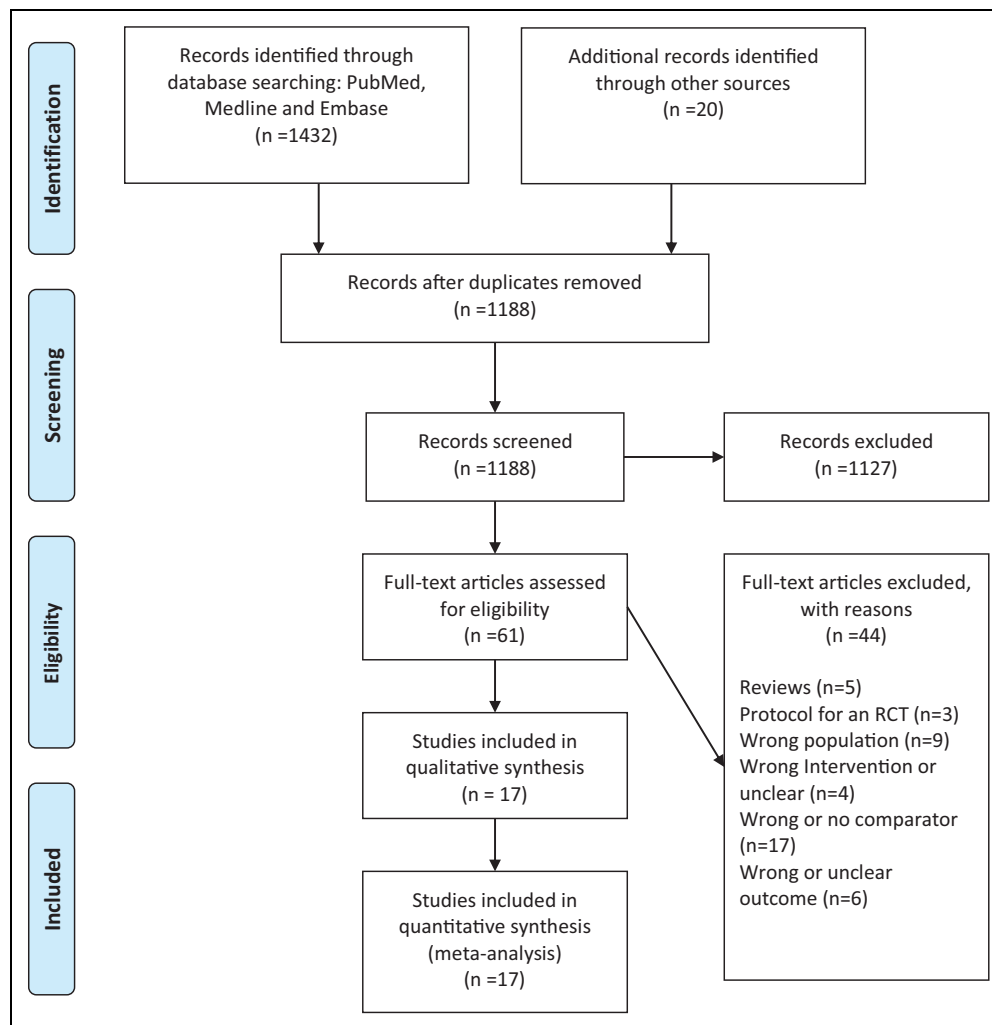 Identification
Records identified through
database searching: PubMed,
Medline and Embase
(n =1432)
Additional records identified
through other sources
(n =20)
Records after duplicates removed
(n =1188)
Screening
Records screened
(n =1188)
Records excluded
(n =1127)
Eligibility
Full-text articles assessed
for eligibility
(n =61)
Full-text articles excluded,
with reasons
(n =44)
Reviews (n=5)
Protocol for an RCT (n=3)
Wrong population (n=9)
Wrong Intervention or
unclear (n=4)
Wrong or no comparator
(n=17)
Wrong or unclear
outcome (n=6)
Studies included in
qualitative synthesis
(n = 17)
Included
Studies included in
quantitative synthesis
(meta-analysis)
(n =17)